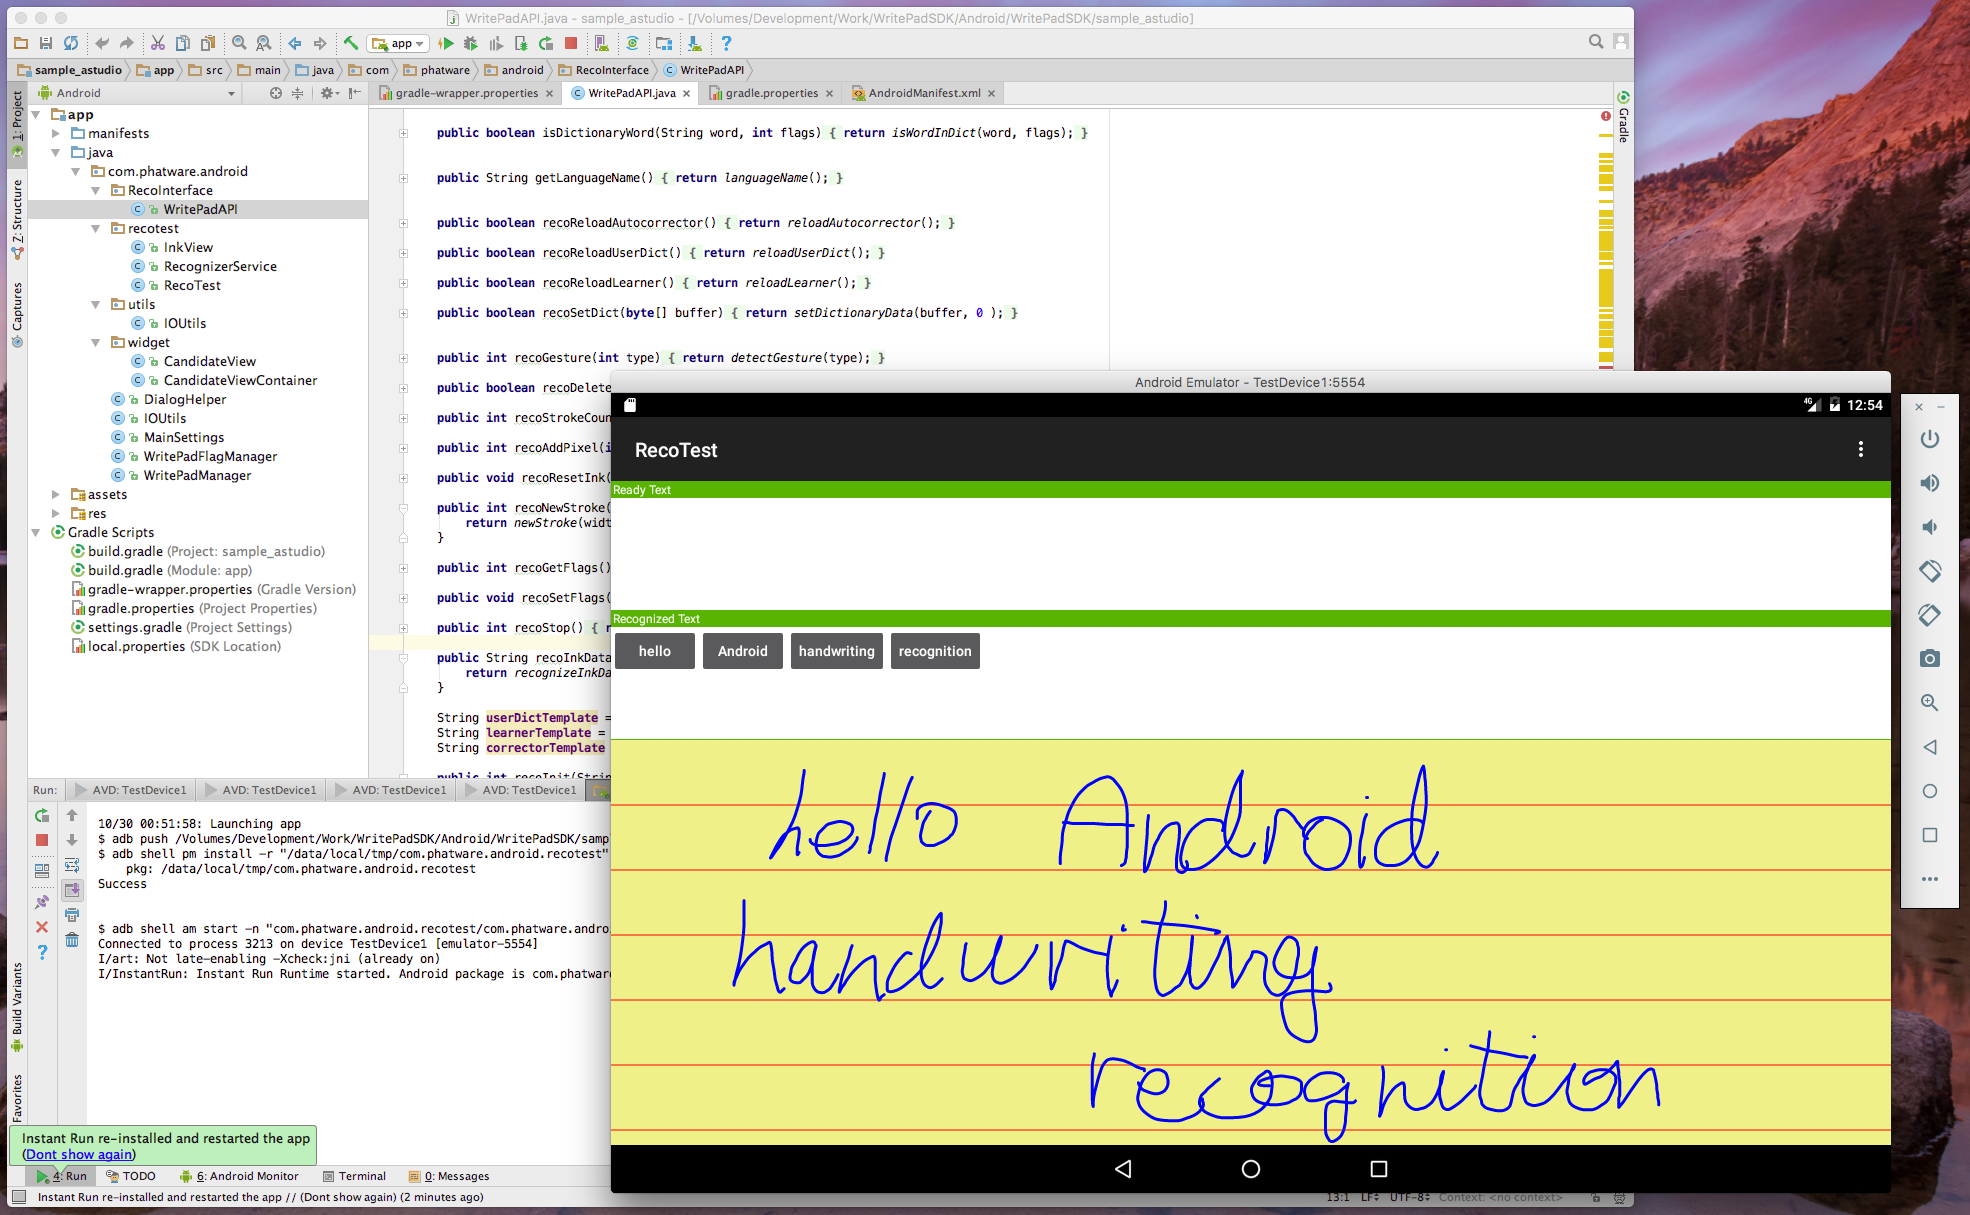 WritePadAPI.java - sample_astudio - [/Volumes/Development/Work/WritePadSDK/Android/WritePadSDK/sample_astudio]
app
sample_astudio app src main java com phatware android RecoInterface WritePadAPI
Android
gradle-wrapper.properties WritePadAPI.java gradle.properties AndroidManifest.xml
1: Project
Z: Structure
Captures
Build Variants
Favorites
Gradle
app
manifests
java
com.phatware.android
RecoInterface
WritePadAPI
recotest
InkView
RecognizerService
RecoTest
utils
IOUtils
widget
CandidateView
CandidateViewContainer
DialogHelper
IOUtils
MainSettings
WritePadFlagManager
WritePadManager
assets
res
Gradle Scripts
build.gradle (Project: sample_astudio)
build.gradle (Module: app)
gradle-wrapper.properties (Gradle Version)
gradle.properties (Project Properties)
settings.gradle (Project Settings)
local.properties (SDK Location)
public boolean isDictionaryWord(String word, int flags) { return isWordInDict(word, flags); }
public String getLanguageName() { return languageName(); }
public boolean recoReloadAutocorrector() { return reloadAutocorrector(); }
public boolean recoReloadUserDict() { return reloadUserDict(); }
public boolean recoReloadLearner() { return reloadLearner(); }
public boolean recoSetDict(byte[] buffer) { return setDictionaryData(buffer, 0 ); }
public int recoGesture(int type) { return detectGesture(type); }
public boolean recoDelete
public int recoStrokeCoun
public int recoAddPixel(i
public void recoResetInk(
public int recoNewStroke(
return newStroke(widt
}
public int recoGetFlags()
public void recoSetFlags(
public int recoStop() { r
public String recoInkData
return recognizeInkDa
}
String userDictTemplate =
String learnerTemplate =
String correctorTemplate
public int recoInit(Strin
Run: AVD: TestDevice1 AVD: TestDevice1 AVD: TestDevice1 AVD: TestDevice1
10/30 00:51:58: Launching app
$ adb push /Volumes/Development/Work/WritePadSDK/Android/WritePadSDK/samp
$ adb shell pm install -r "/data/local/tmp/com.phatware.android.recotest"
pkg: /data/local/tmp/com.phatware.android.recotest
Success
$ adb shell am start -n "com.phatware.android.recotest/com.phatware.andro
Connected to process 3213 on device TestDevice1 [emulator-5554]
I/art: Not late-enabling -Xcheck:jni (already on)
I/InstantRun: Instant Run Runtime started. Android package is com.phatwar
Instant Run re-installed and restarted the app
(Dont show again)
4: Run TODO 6: Android Monitor Terminal 0: Messages
Instant Run re-installed and restarted the app // (Dont show again) (2 minutes ago)
13:1 LF UTF-8 Context: <no context>
Android Emulator - TestDevice1:5554
4G 12:54
RecoTest
Ready Text
Recognized Text
hello Android handwriting recognition
hello Android
handwriting
recognition